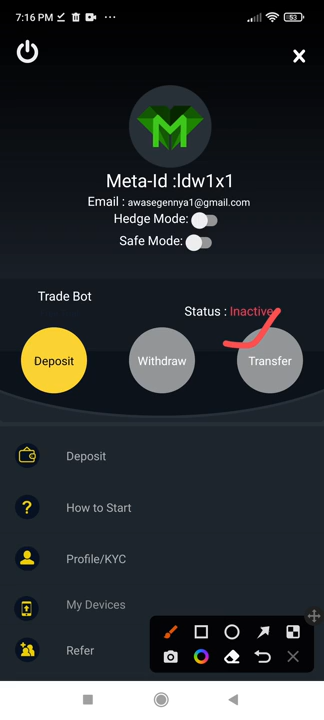 7:16 PM
53
M
Meta-Id :ldw1x1
Email : awasegennya1@gmail.com
Hedge Mode:
Safe Mode:
Trade Bot
Status : Inactive
Deposit
Withdraw
Transfer
Deposit
? How to Start
Profile/KYC
My Devices
Refer